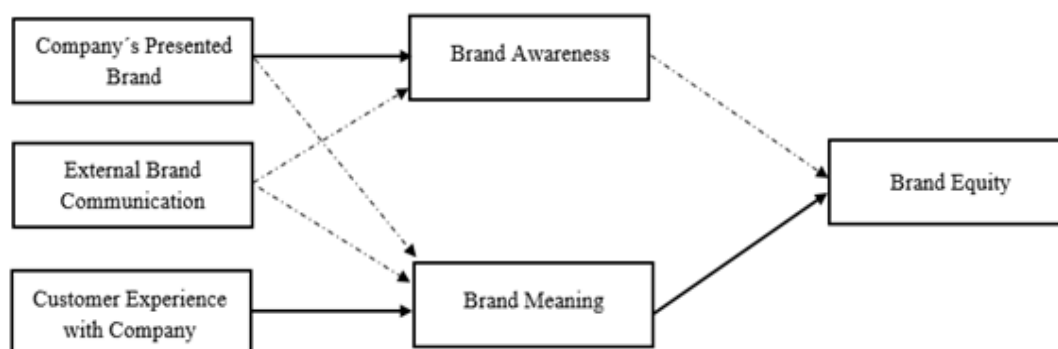 Company´s Presented
Brand
Brand Awareness
External Brand
Communication
Brand Equity
Customer Experience
with Company
Brand Meaning